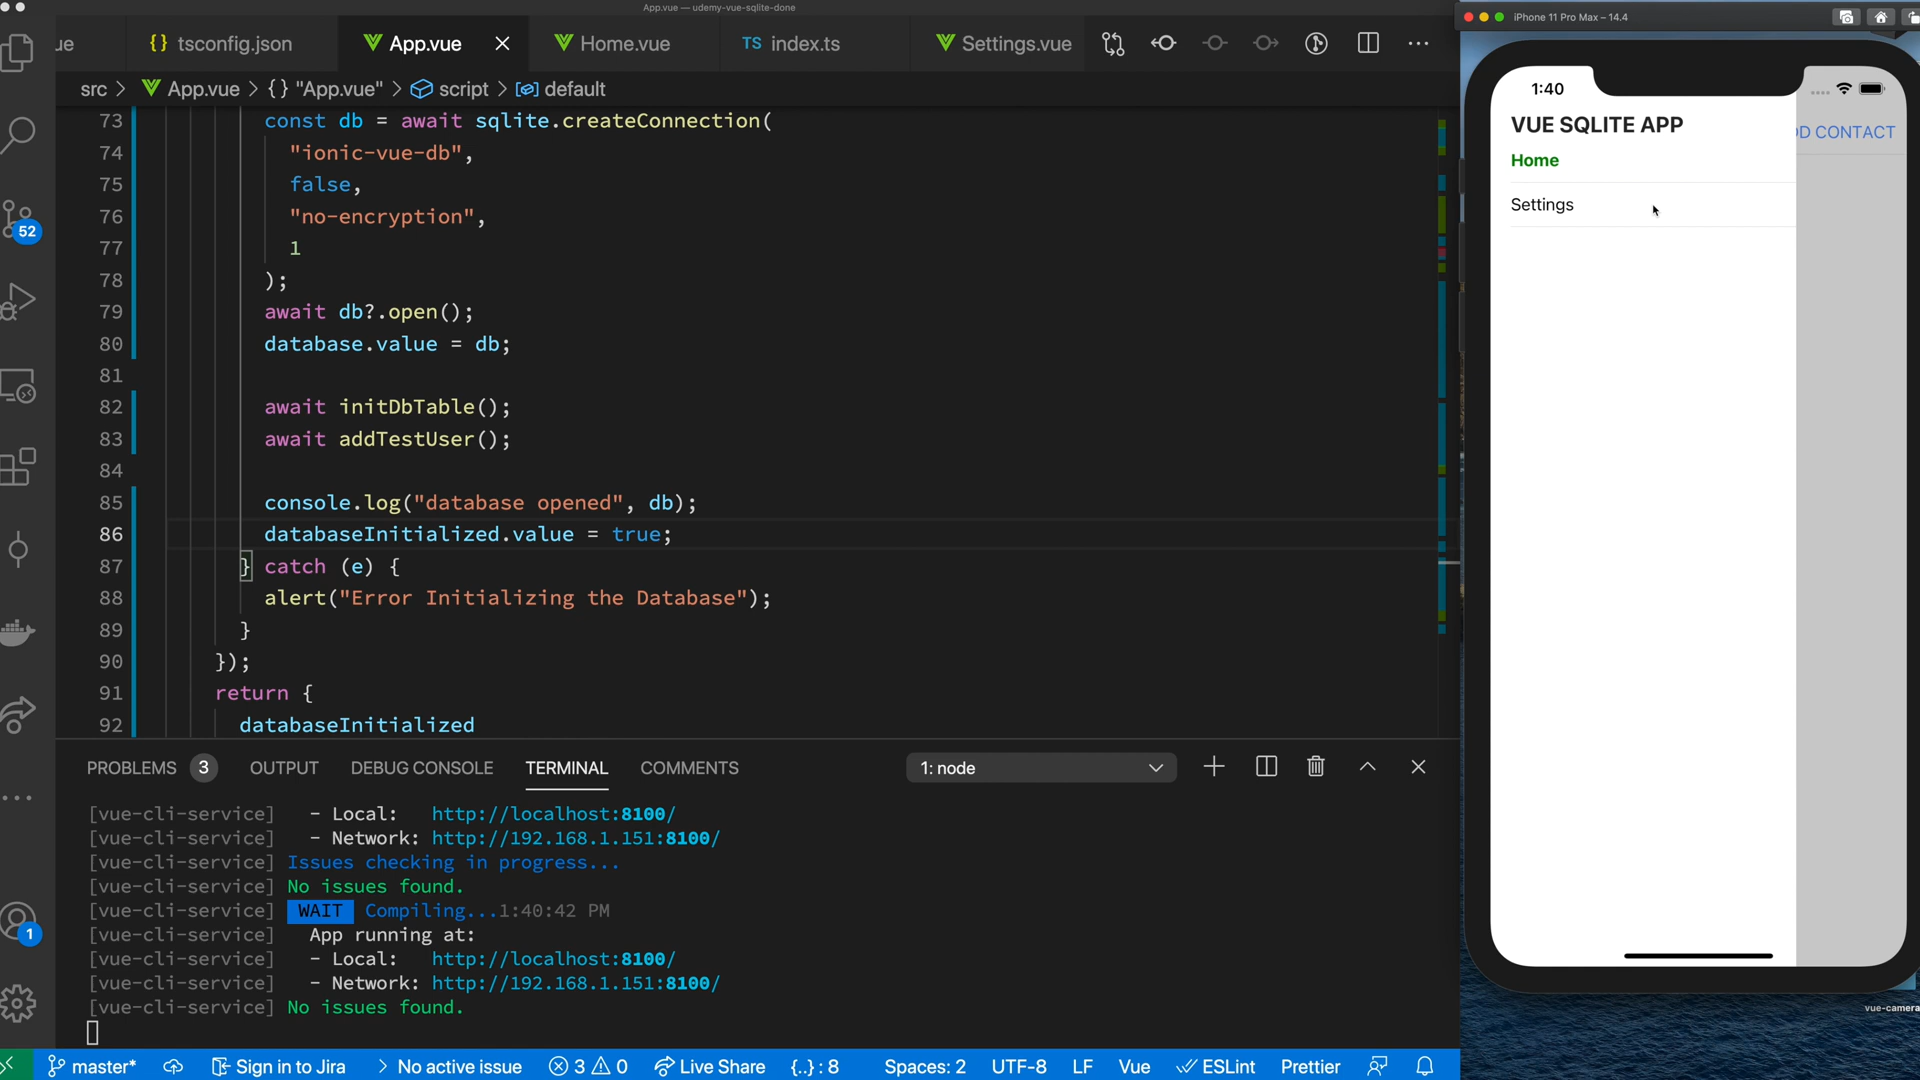 App.vue — udemy-vue-sqlite-done
ue
{} tsconfig.json
App.vue
Home.vue
TS index.ts
Settings.vue
src > App.vue > {} "App.vue" > script > default
73 const db = await sqlite.createConnection(
74 "ionic-vue-db",
75 false,
76 "no-encryption",
77 1
78 );
79 await db?.open();
80 database.value = db;
81
82 await initDbTable();
83 await addTestUser();
84
85 console.log("database opened", db);
86 databaseInitialized.value = true;
87 } catch (e) {
88 alert("Error Initializing the Database");
89 }
90 });
91 return {
92 databaseInitialized
PROBLEMS 3 OUTPUT DEBUG CONSOLE TERMINAL COMMENTS 1: node
[vue-cli-service] - Local: http://localhost:8100/
[vue-cli-service] - Network: http://192.168.1.151:8100/
[vue-cli-service] Issues checking in progress...
[vue-cli-service] No issues found.
[vue-cli-service] WAIT Compiling...1:40:42 PM
[vue-cli-service] App running at:
[vue-cli-service] - Local: http://localhost:8100/
[vue-cli-service] - Network: http://192.168.1.151:8100/
[vue-cli-service] No issues found.
52
1
master* Sign in to Jira > No active issue 3 0 Live Share {..} : 8 Spaces: 2 UTF-8 LF Vue ESLint Prettier
iPhone 11 Pro Max – 14.4
1:40
VUE SQLITE APP
DD CONTACT
Home
Settings
vue-camera